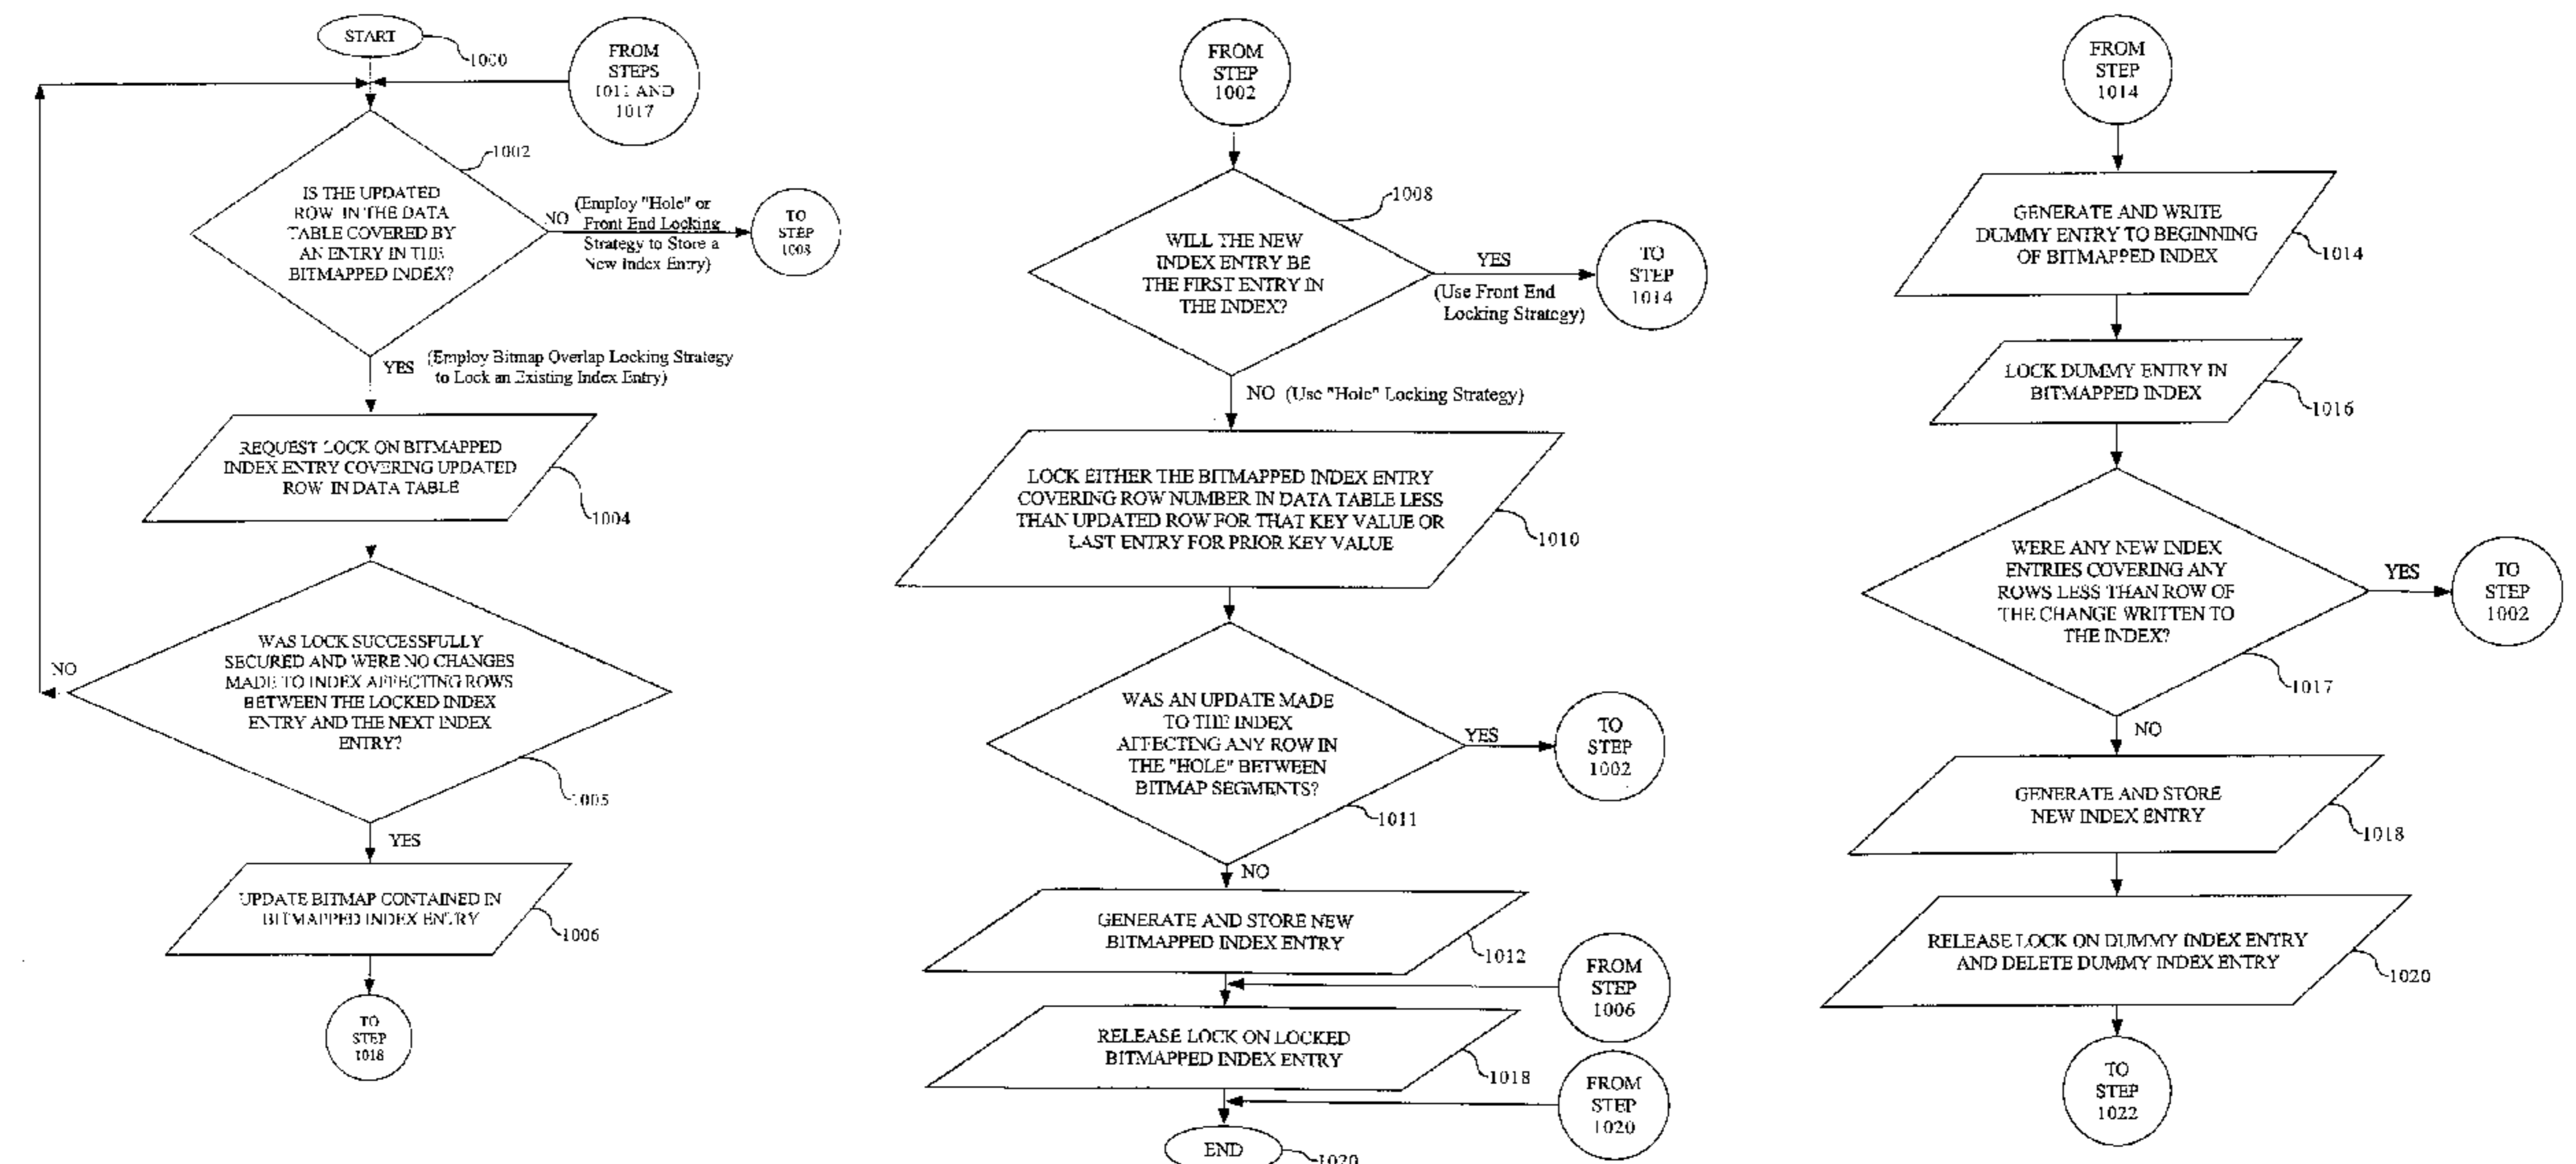 START
1000
FROM
STEPS
1011 AND
1017
1002
IS THE UPDATED
ROW IN THE DATA
TABLE COVERED BY
AN ENTRY IN THE
BITMAPPED INDEX?
NO
(Employ "Hole" or
Front End Locking
Strategy to Store a
New Index Entry)
TO
STEP
1008
YES
(Employ Bitmap Overlap Locking Strategy
to Lock an Existing Index Entry)
REQUEST LOCK ON BITMAPPED
INDEX ENTRY COVERING UPDATED
ROW IN DATA TABLE
1004
WAS LOCK SUCCESSFULLY
SECURED AND WERE NO CHANGES
MADE TO INDEX AFFECTING ROWS
BETWEEN THE LOCKED INDEX
ENTRY AND THE NEXT INDEX
ENTRY?
NO
1005
YES
UPDATE BITMAP CONTAINED IN
BITMAPPED INDEX ENTRY
1006
TO
STEP
1018
FROM
STEP
1002
1008
WILL THE NEW
INDEX ENTRY BE
THE FIRST ENTRY IN
THE INDEX?
YES
(Use Front End
Locking Strategy)
TO
STEP
1014
NO (Use "Hole" Locking Strategy)
LOCK EITHER THE BITMAPPED INDEX ENTRY
COVERING ROW NUMBER IN DATA TABLE LESS
THAN UPDATED ROW FOR THAT KEY VALUE OR
LAST ENTRY FOR PRIOR KEY VALUE
1010
WAS AN UPDATE MADE
TO THE INDEX
AFFECTING ANY ROW IN
THE "HOLE" BETWEEN
BITMAP SEGMENTS?
YES
TO
STEP
1002
1011
NO
GENERATE AND STORE NEW
BITMAPPED INDEX ENTRY
1012
FROM
STEP
1006
RELEASE LOCK ON LOCKED
BITMAPPED INDEX ENTRY
1018
FROM
STEP
1020
END
1020
FROM
STEP
1014
GENERATE AND WRITE
DUMMY ENTRY TO BEGINNING
OF BITMAPPED INDEX
1014
LOCK DUMMY ENTRY IN
BITMAPPED INDEX
1016
WERE ANY NEW INDEX
ENTRIES COVERING ANY
ROWS LESS THAN ROW OF
THE CHANGE WRITTEN TO
THE INDEX?
YES
TO
STEP
1002
1017
NO
GENERATE AND STORE
NEW INDEX ENTRY
1018
RELEASE LOCK ON DUMMY INDEX ENTRY
AND DELETE DUMMY INDEX ENTRY
1020
TO
STEP
1022